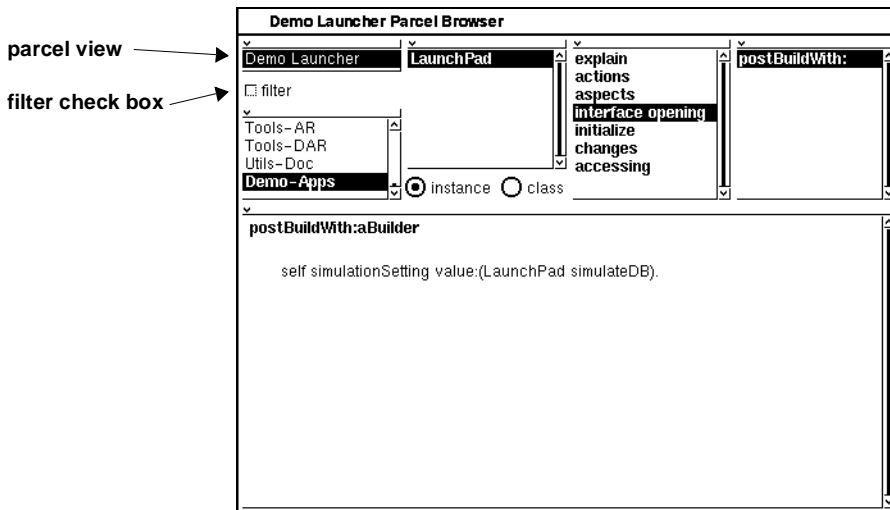 Demo Launcher Parcel Browser
parcel view
filter check box
Demo Launcher
filter
Tools-AR
Tools-DAR
Utils-Doc
Demo-Apps
LaunchPad
instance class
explain
actions
aspects
interface opening
initialize
changes
accessing
postBuildWith:
postBuildWith:aBuilder
self simulationSetting value:(LaunchPad simulateDB).